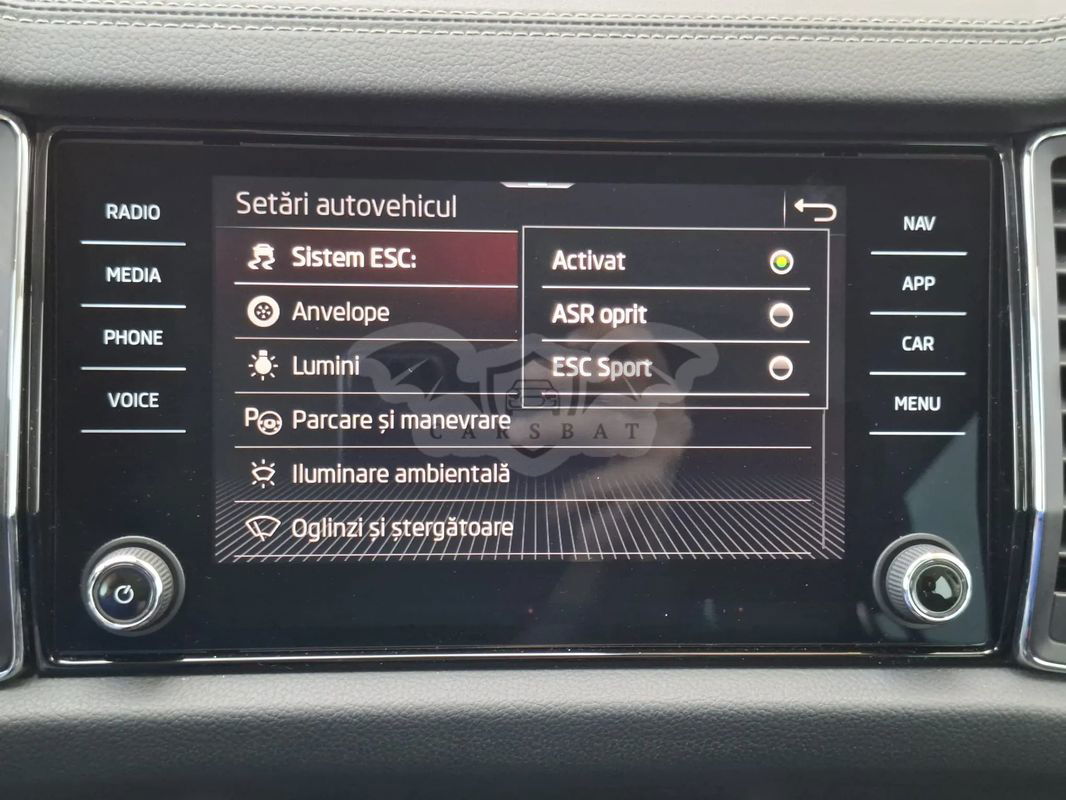 Setări autovehicul
RADIO
MEDIA
PHONE
VOICE
Sistem ESC:
Anvelope
Lumini
Parcare și manevrare
Iluminare ambientală
Oglinzi și ștergătoare
Activat
ASR oprit
ESC Sport
CARSBAT
NAV
APP
CAR
MENU